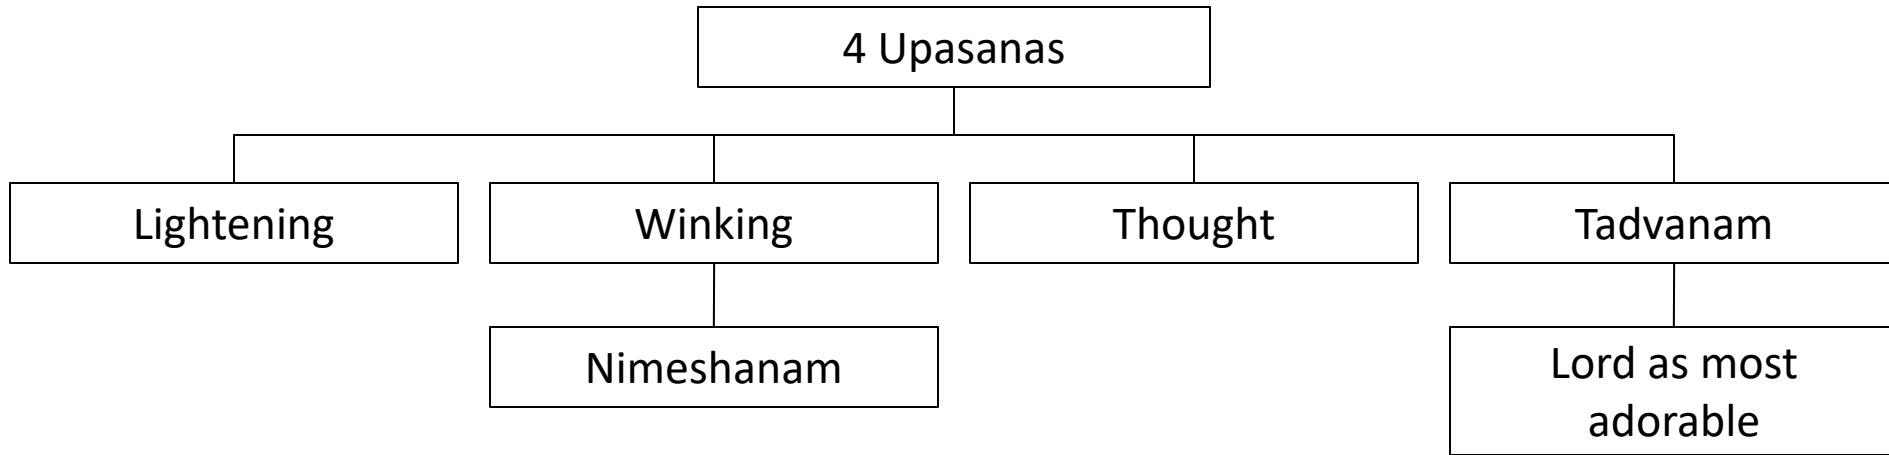 4 Upasanas
Lightening
Winking
Thought
Tadvanam
Nimeshanam
Lord as most
adorable